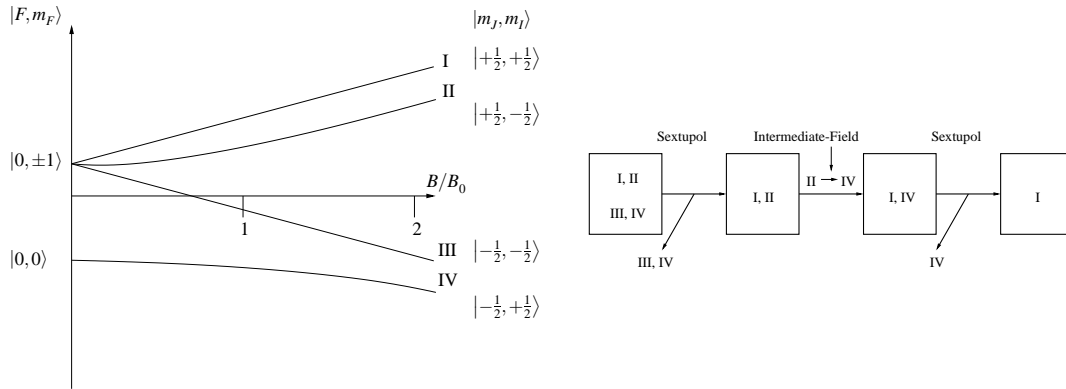 |F, m_F⟩
|m_J, m_I⟩
I
|+½, +½⟩
II
|+½, −½⟩
|0, ±1⟩
B/B₀
1
2
III
|−½, −½⟩
|0, 0⟩
IV
|−½, +½⟩
Sextupol
Intermediate-Field
Sextupol
I, II
III, IV
I, II
II → IV
I, IV
I
III, IV
IV